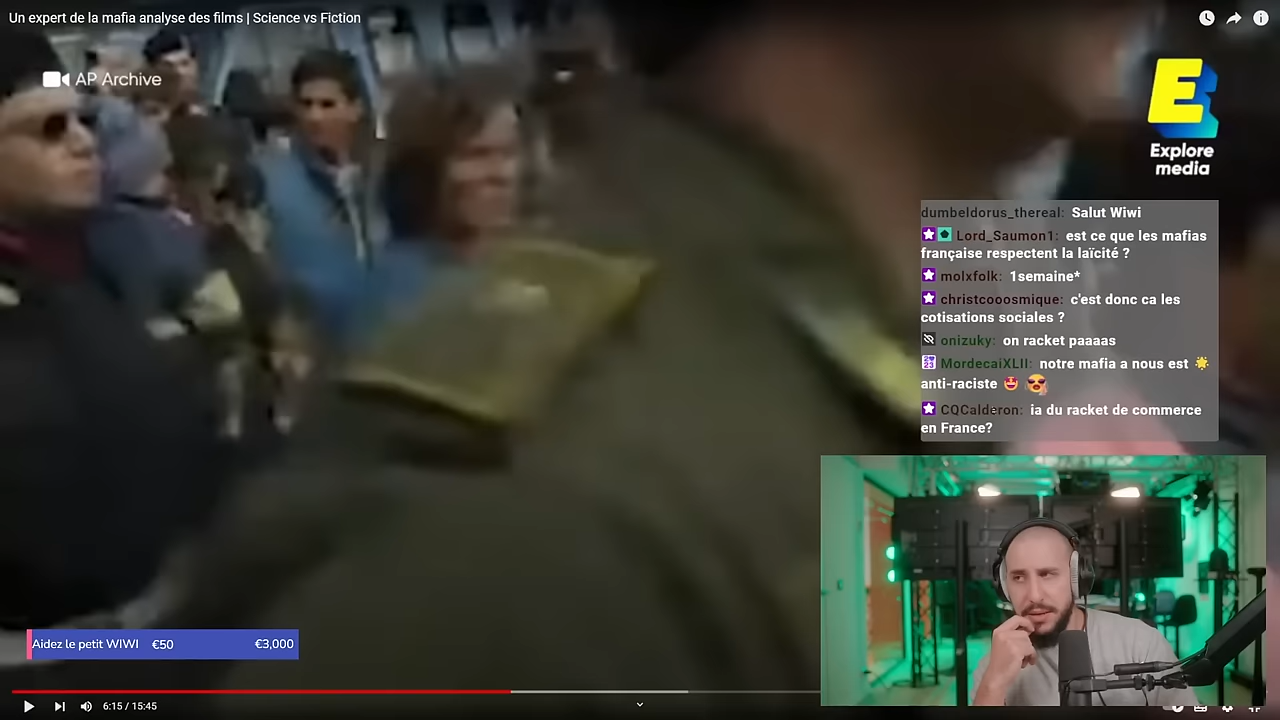 Un expert de la mafia analyse des films | Science vs Fiction
AP Archive
E
Explore
media
dumbeldorus_thereal: Salut Wiwi
Lord_Saumon1: est ce que les mafias
française respectent la laïcité ?
molxfolk: 1semaine*
christcooosmique: c'est donc ca les
cotisations sociales ?
onizuky: on racket paaaas
MordecaiXLII: notre mafia a nous est 🌟
anti-raciste 🤩
CQCalderon: ia du racket de commerce
en France?
Aidez le petit WIWI €50 €3,000
6:15 / 15:45